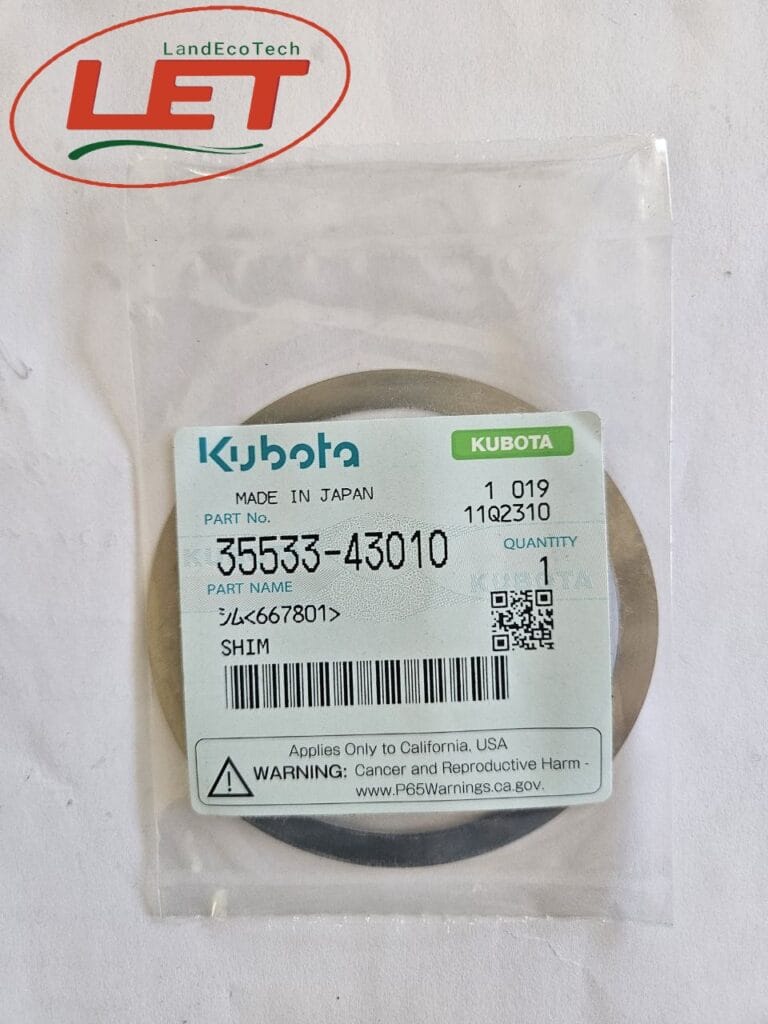 LandEcoTech
LET
Kubota
KUBOTA
MADE IN JAPAN
1 019
PART No.
11Q2310
35533-43010
QUANTITY
1
PART NAME
KUBOTA
シム<667801>
SHIM
Applies Only to California, USA
WARNING: Cancer and Reproductive Harm -
www.P65Warnings.ca.gov.